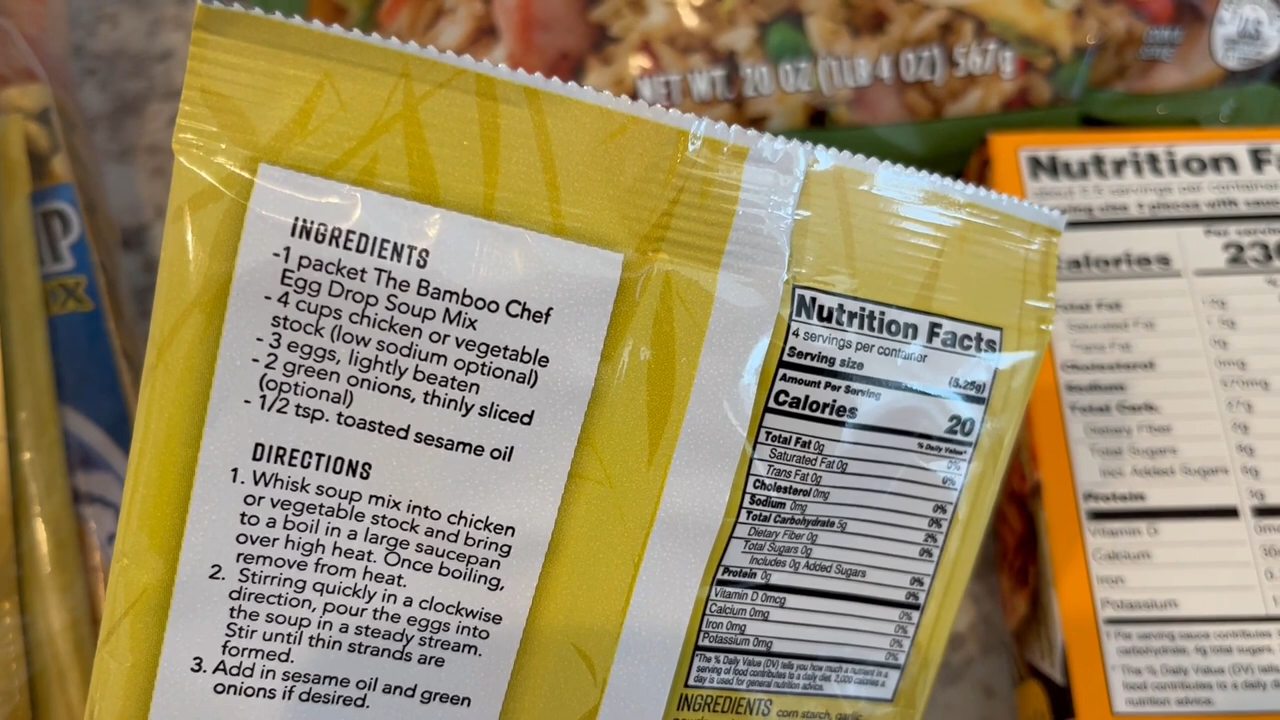 NET WT. 20 OZ (1LB 4 OZ) 567g
INGREDIENTS
-1 packet The Bamboo Chef
Egg Drop Soup Mix
- 4 cups chicken or vegetable
stock (low sodium optional)
- 3 eggs, lightly beaten
- 2 green onions, thinly sliced
(optional)
- 1/2 tsp. toasted sesame oil
DIRECTIONS
1. Whisk soup mix into chicken
or vegetable stock and bring
to a boil in a large saucepan
over high heat. Once boiling,
remove from heat.
2. Stirring quickly in a clockwise
direction, pour the eggs into
the soup in a steady stream.
Stir until thin strands are
formed.
3. Add in sesame oil and green
onions if desired.
Nutrition Facts
4 servings per container
Serving size (5.25g)
Amount Per Serving
Calories 20
% Daily Value*
Total Fat 0g 0%
Saturated Fat 0g 0%
Trans Fat 0g
Cholesterol 0mg 0%
Sodium 0mg 0%
Total Carbohydrate 5g 2%
Dietary Fiber 0g 0%
Total Sugars 0g
Includes 0g Added Sugars 0%
Protein 0g
Vitamin D 0mcg 0%
Calcium 0mg 0%
Iron 0mg 0%
Potassium 0mg 0%
*The % Daily Value (DV) tells you how much a nutrient in a
serving of food contributes to a daily diet. 2,000 calories a
day is used for general nutrition advice.
INGREDIENTS corn starch, garlic
Nutrition
Calories 230
Total Fat
Saturated Fat
Trans Fat 0g
Cholesterol 0mg
Sodium
Total Carb.
Dietary Fiber
Total Sugars 8g
Incl. Added Sugars 8g
Protein
Vitamin D
Calcium
Iron
Potassium